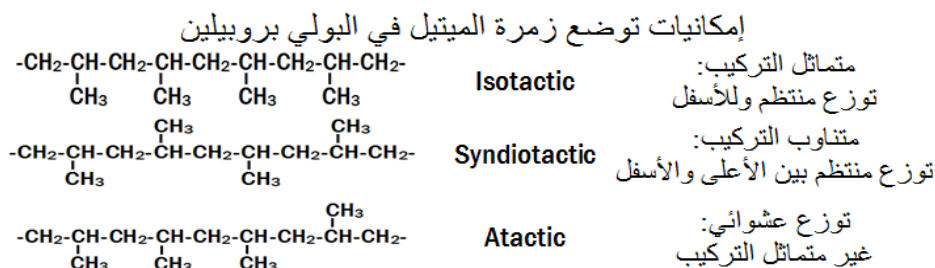 إمكانيات توضع زمرة الميتيل في البولي بروبيلين
-CH2-CH-CH2-CH-CH2-CH-CH2-CH-CH2-
CH3 CH3 CH3 CH3
Isotactic
متماثل التركيب:
توزع منتظم وللأسفل
CH3 CH3
-CH2-CH-CH2-CH-CH2-CH-CH2-CH-CH2-
CH3 CH3
Syndiotactic
متناوب التركيب:
توزع منتظم بين الأعلى والأسفل
CH3
-CH2-CH-CH2-CH-CH2-CH-CH2-CH-CH2-
CH3 CH3 CH3
Atactic
توزع عشوائي:
غير متماثل التركيب